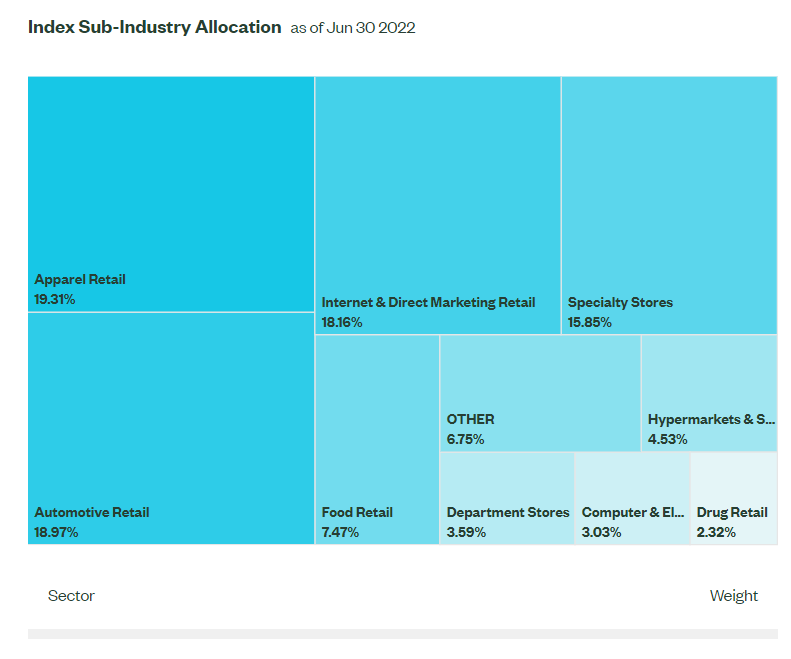 Index Sub-Industry Allocation as of Jun 30 2022
Apparel Retail
19.31%
Internet & Direct Marketing Retail
18.16%
Specialty Stores
15.85%
Automotive Retail
18.97%
Food Retail
7.47%
OTHER
6.75%
Hypermarkets & S...
4.53%
Department Stores
3.59%
Computer & El...
3.03%
Drug Retail
2.32%
Sector
Weight